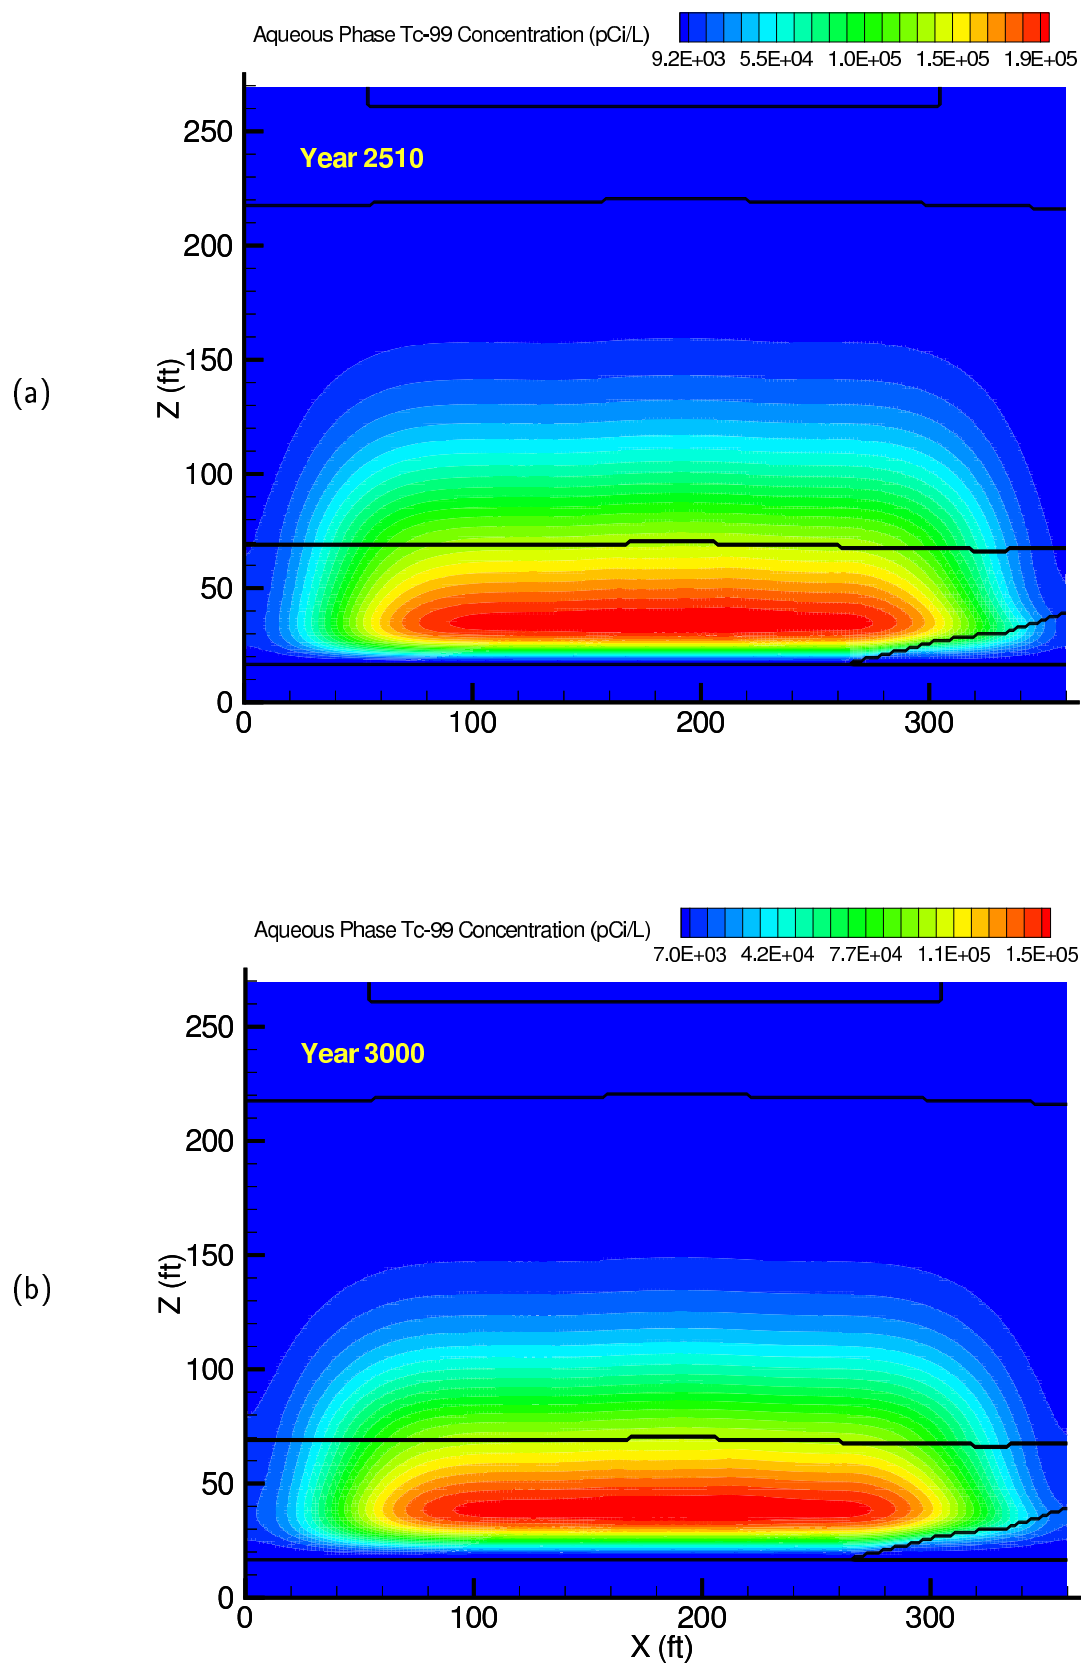 Aqueous Phase Tc-99 Concentration (pCi/L)
9.2E+03 5.5E+04 1.0E+05 1.5E+05 1.9E+05
Year 2510
250
200
150
100
50
0
Z (ft)
(a)
0 100 200 300
Aqueous Phase Tc-99 Concentration (pCi/L)
7.0E+03 4.2E+04 7.7E+04 1.1E+05 1.5E+05
Year 3000
250
200
150
100
50
0
Z (ft)
(b)
0 100 200 300
X (ft)